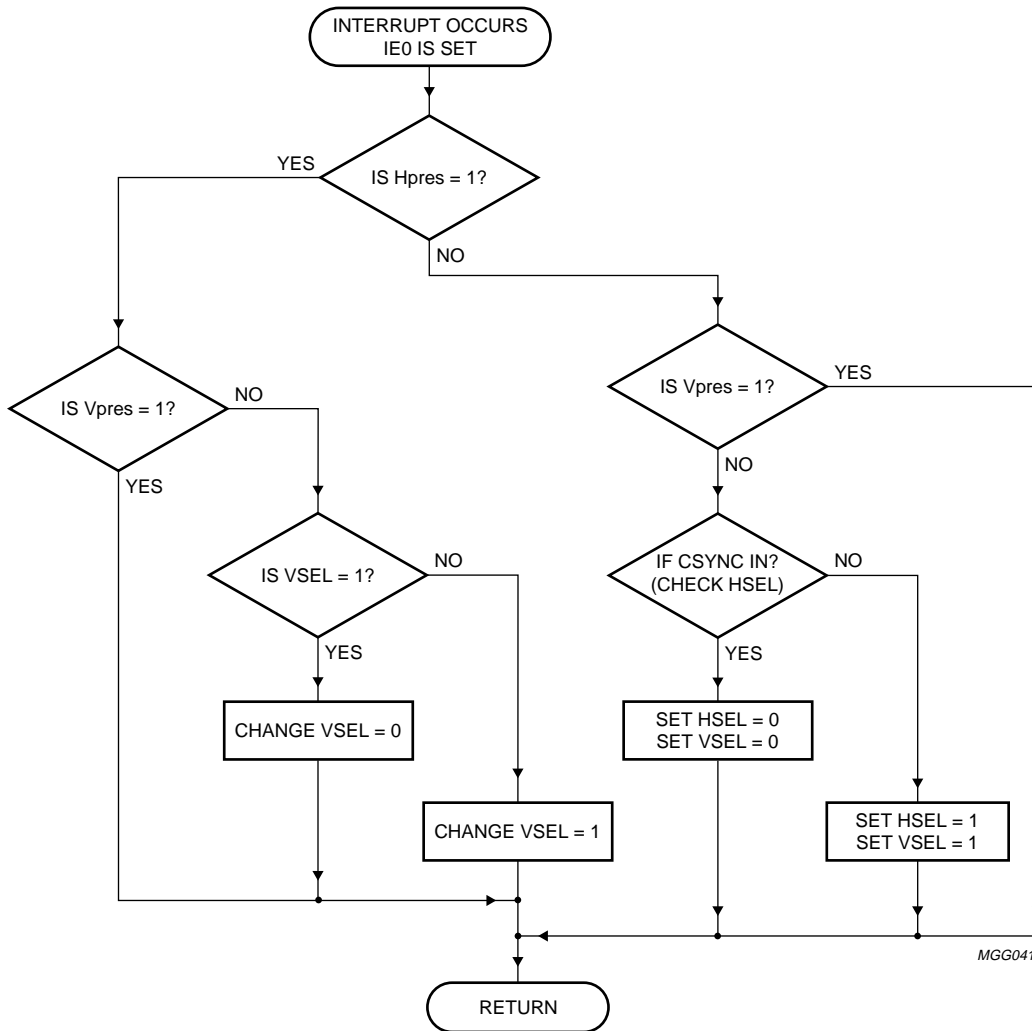 INTERRUPT OCCURS
IE0 IS SET
YES
IS Hpres = 1?
NO
IS Vpres = 1?
NO
YES
IS Vpres = 1?
YES
NO
IS VSEL = 1?
NO
YES
IF CSYNC IN?
(CHECK HSEL)
NO
YES
CHANGE VSEL = 0
SET HSEL = 0
SET VSEL = 0
CHANGE VSEL = 1
SET HSEL = 1
SET VSEL = 1
MGG041
RETURN